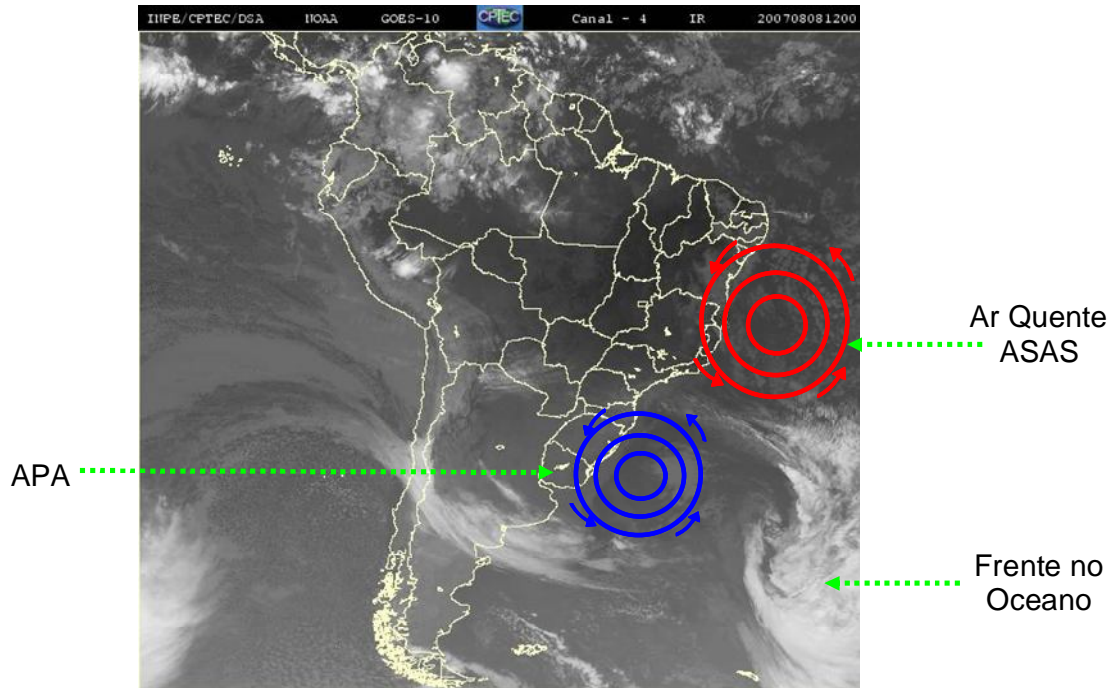 INPE/CPTEC/DSA NOAA GOES-10 CPTEC Canal - 4 IR 200708081200
Ar Quente
ASAS
APA
Frente no
Oceano